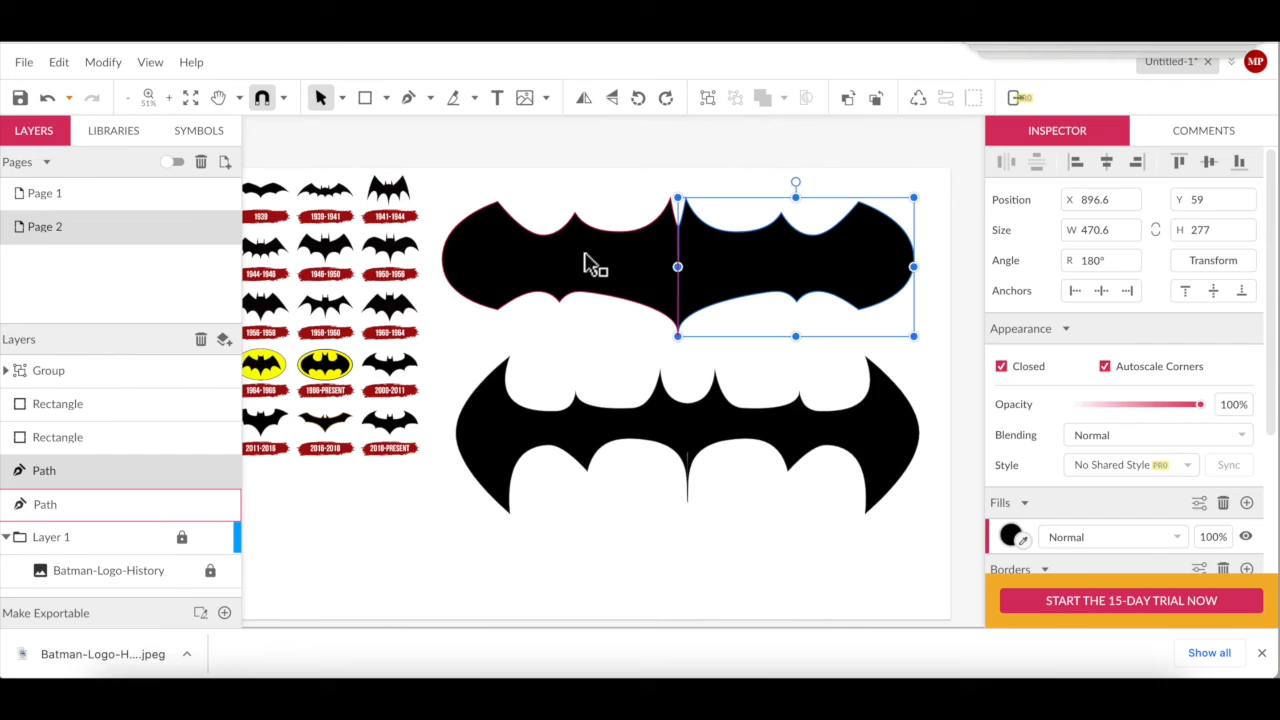 File Edit Modify View Help
Untitled-1*
MP
51%
PRO
LAYERS LIBRARIES SYMBOLS
INSPECTOR COMMENTS
Pages
Page 1
Page 2
Position X 896.6 Y 59
Size W 470.6 H 277
Angle R 180° Transform
Anchors
Appearance
Closed Autoscale Corners
Opacity 100%
Blending Normal
Style No Shared Style PRO Sync
Fills
Normal 100%
Borders
START THE 15-DAY TRIAL NOW
Layers
Group
Rectangle
Rectangle
Path
Path
Layer 1
Batman-Logo-History
Make Exportable
1939 1939-1941 1941-1944
1944-1946 1946-1950 1950-1956
1956-1958 1958-1960 1960-1964
1964-1966 1966-PRESENT 2000-2011
2011-2016 2016-2018 2018-PRESENT
Batman-Logo-H....jpeg
Show all